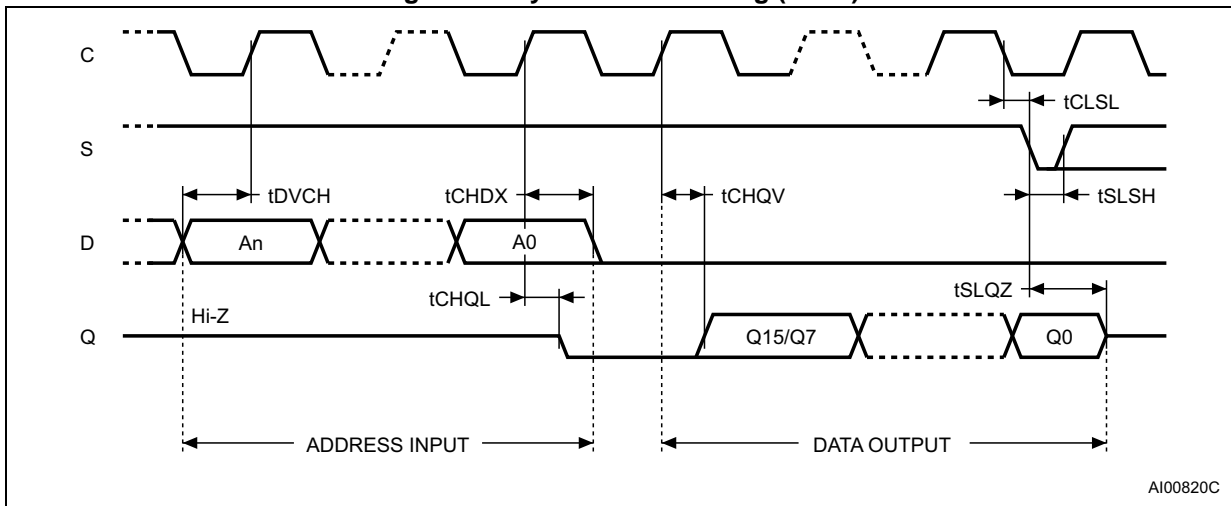 C
tCLSL
S
tDVCH
tCHDX
tCHQV
tSLSH
D
An
A0
tCHQL
tSLQZ
Hi-Z
Q
Q15/Q7
Q0
ADDRESS INPUT
DATA OUTPUT
AI00820C